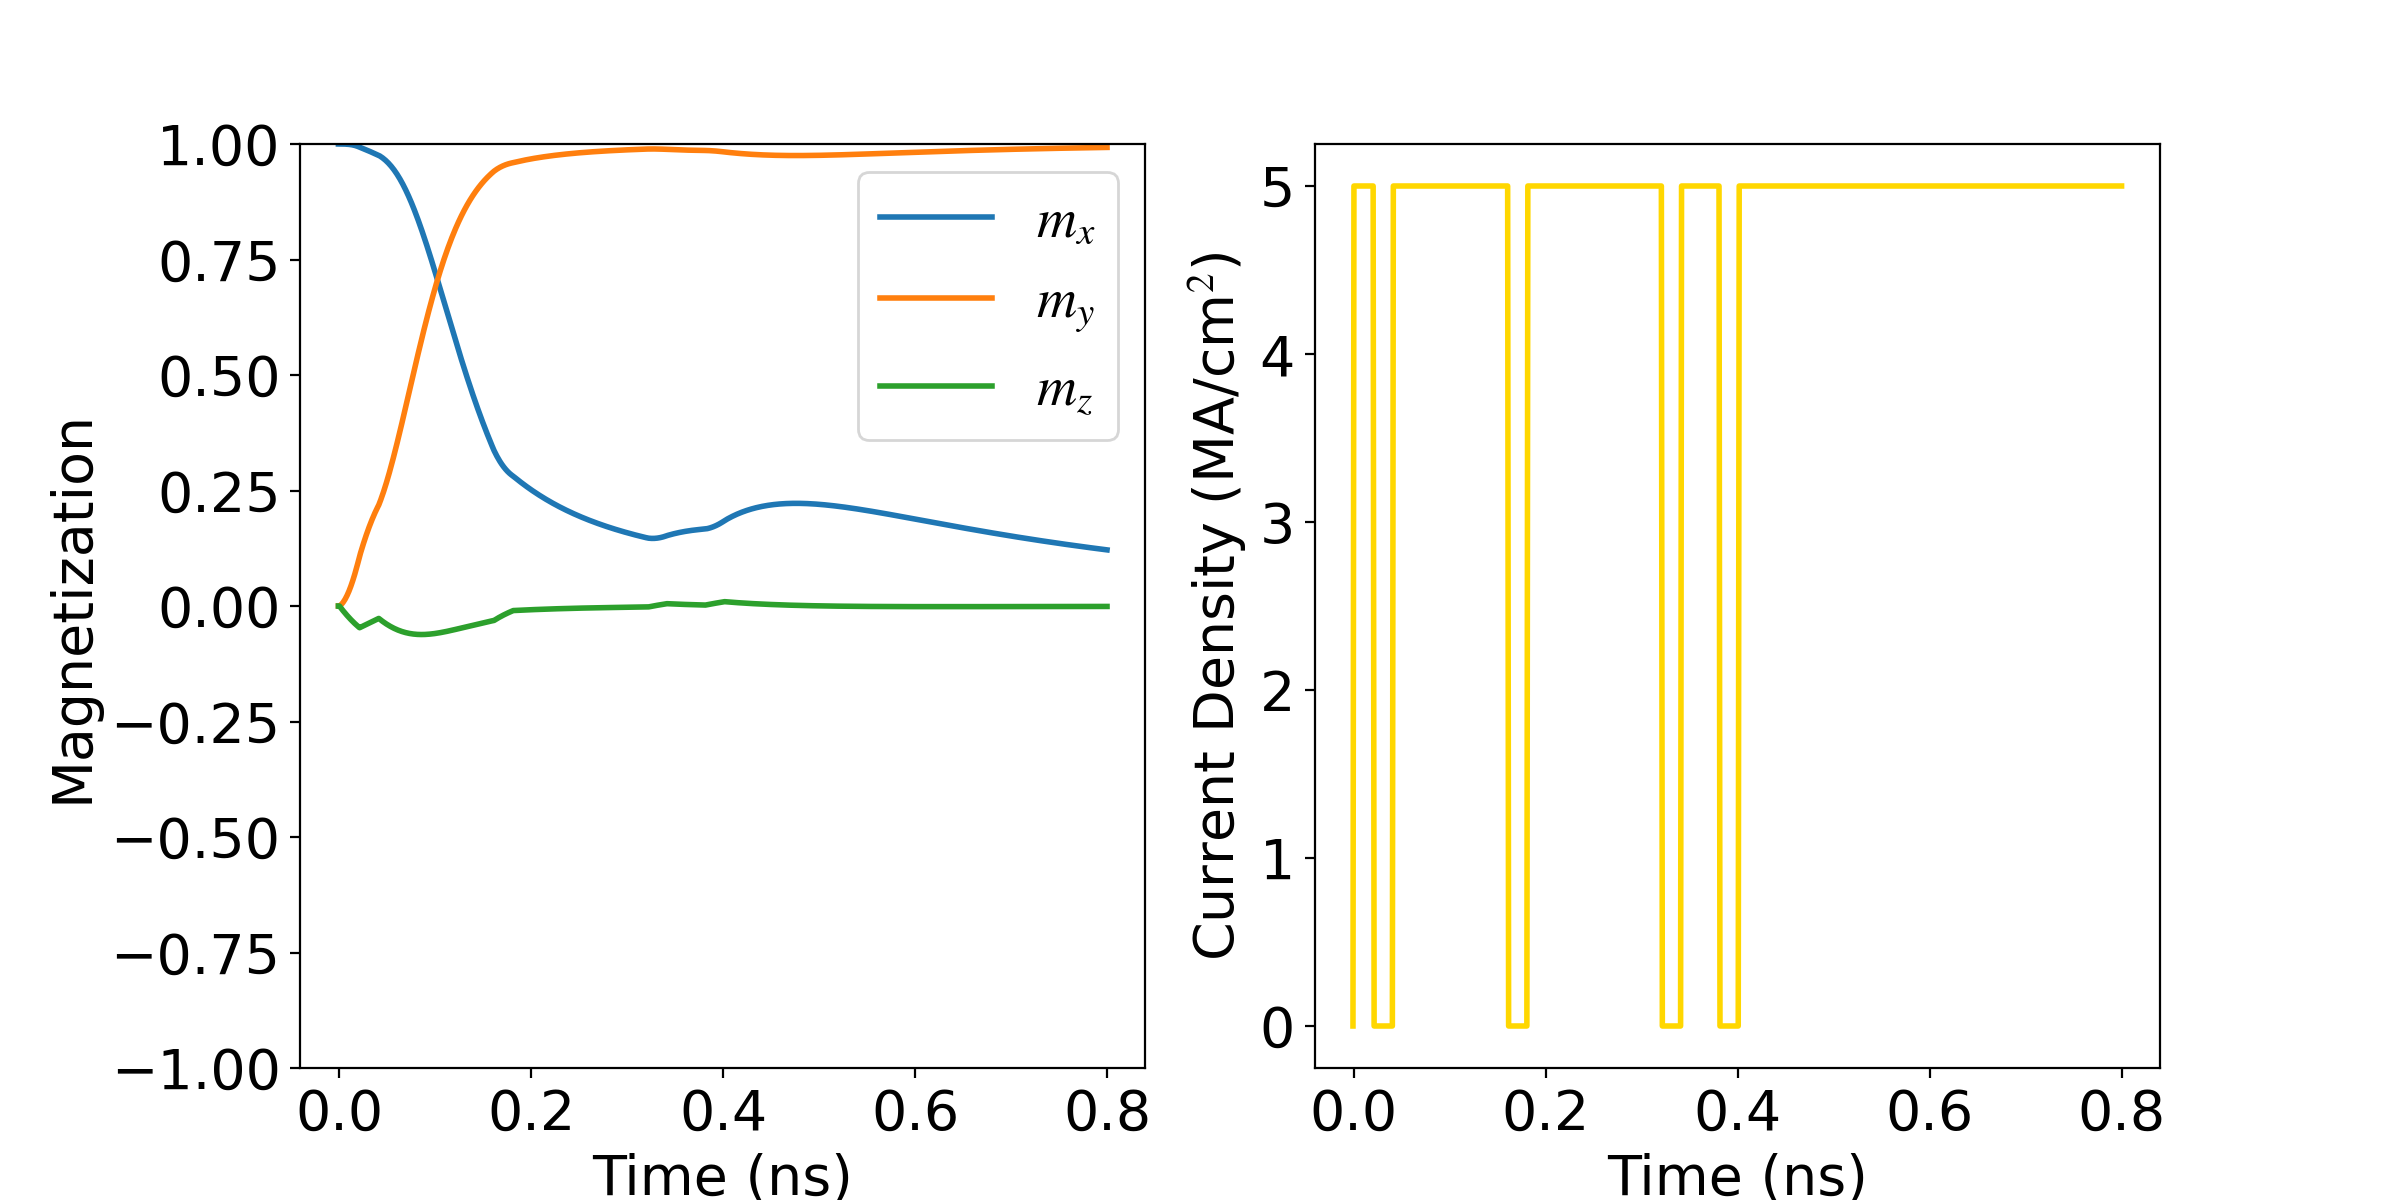 1.00
0.75
0.50
0.25
0.00
−0.25
−0.50
−0.75
−1.00
Magnetization
0.0 0.2 0.4 0.6 0.8
Time (ns)
m_x
m_y
m_z
5
4
3
2
1
0
Current Density (MA/cm²)
0.0 0.2 0.4 0.6 0.8
Time (ns)